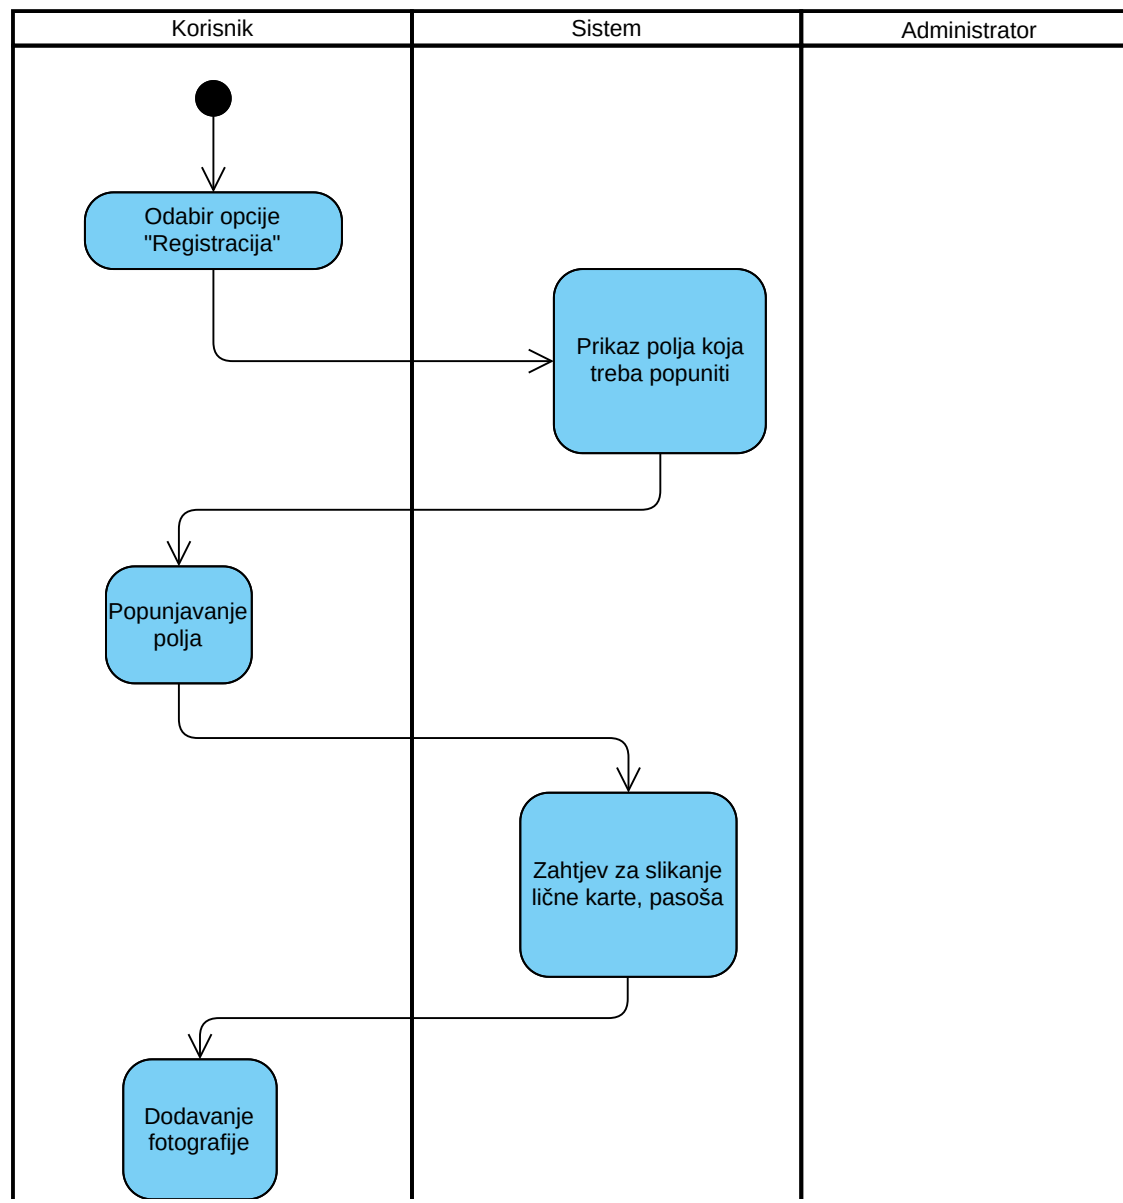 Korisnik
Sistem
Administrator
Odabir opcije
"Registracija"
Prikaz polja koja
treba popuniti
Popunjavanje
polja
Zahtjev za slikanje
lične karte, pasoša
Dodavanje
fotografije